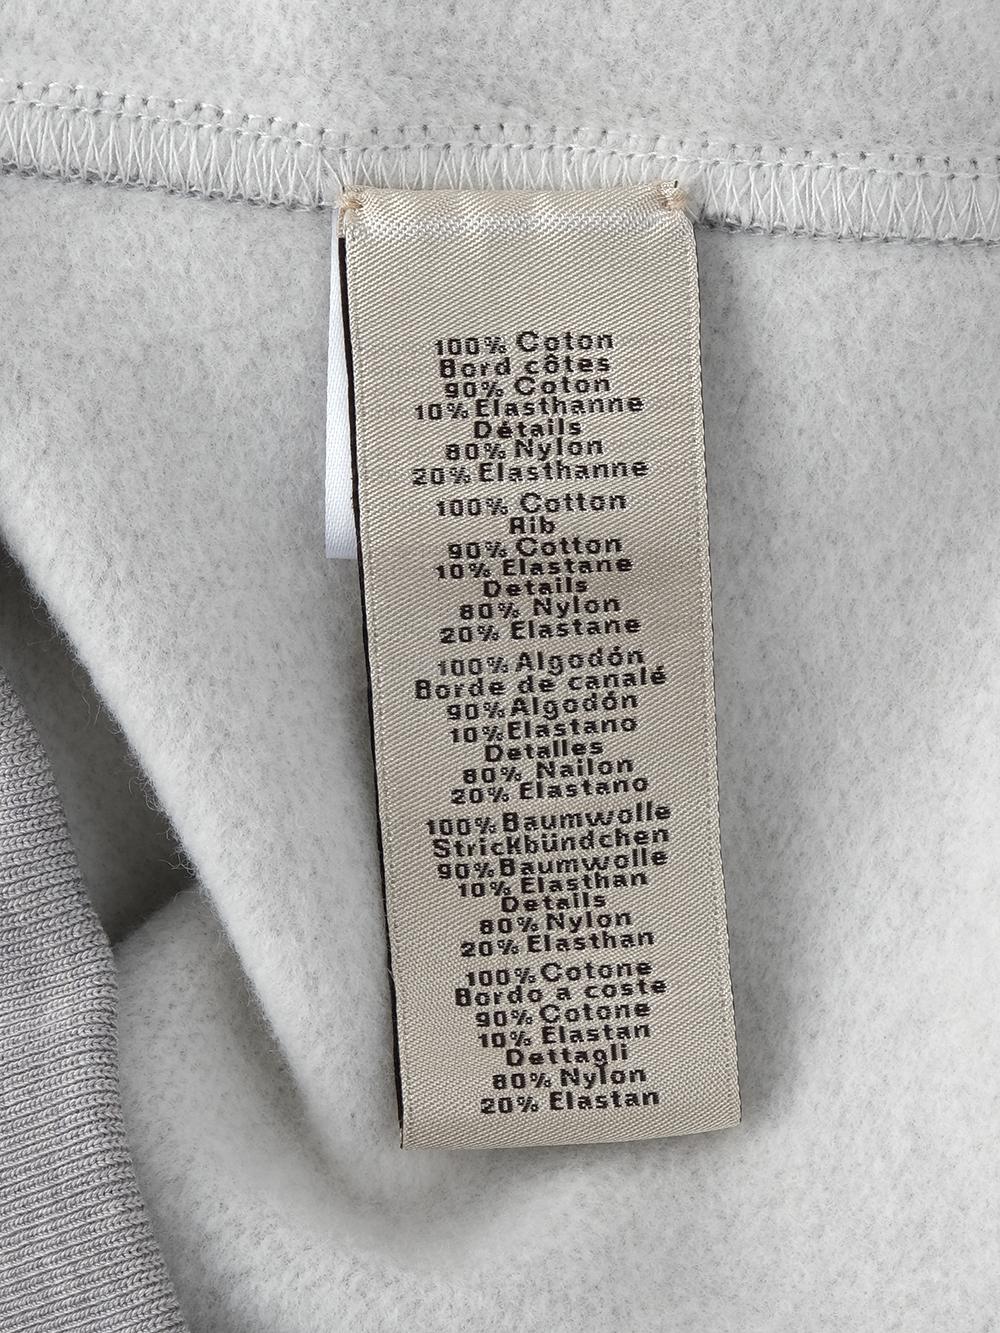 100% Coton
Bord côtes
90% Coton
10% Elasthanne
Détails
80% Nylon
20% Elasthanne
100% Cotton
Rib
90% Cotton
10% Elastane
Details
80% Nylon
20% Elastane
100% Algodón
Borde de canalé
90% Algodón
10% Elastano
Detalles
80% Nailon
20% Elastano
100% Baumwolle
Strickbündchen
90% Baumwolle
10% Elasthan
Details
80% Nylon
20% Elasthan
100% Cotone
Bordo a coste
90% Cotone
10% Elastan
Dettagli
80% Nylon
20% Elastan